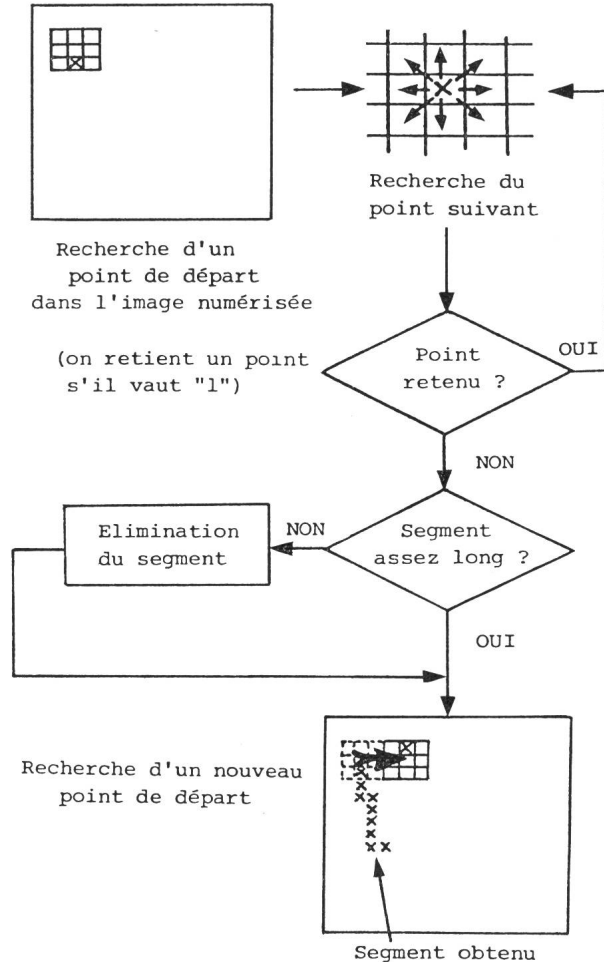 Recherche du
point suivant
Recherche d'un
point de départ
dans l'image numérisée
(on retient un point
s'il vaut "l")
Point
retenu ?
OUI
NON
Elimination
du segment
NON
Segment
assez long ?
OUI
Recherche d'un nouveau
point de départ
Segment obtenu